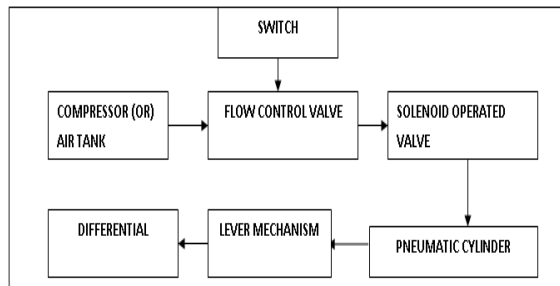 SWITCH
COMPRESSOR (OR)
AIR TANK
FLOW CONTROL VALVE
SOLENOID OPERATED
VALVE
DIFFERENTIAL
LEVER MECHANISM
PNEUMATIC CYLINDER